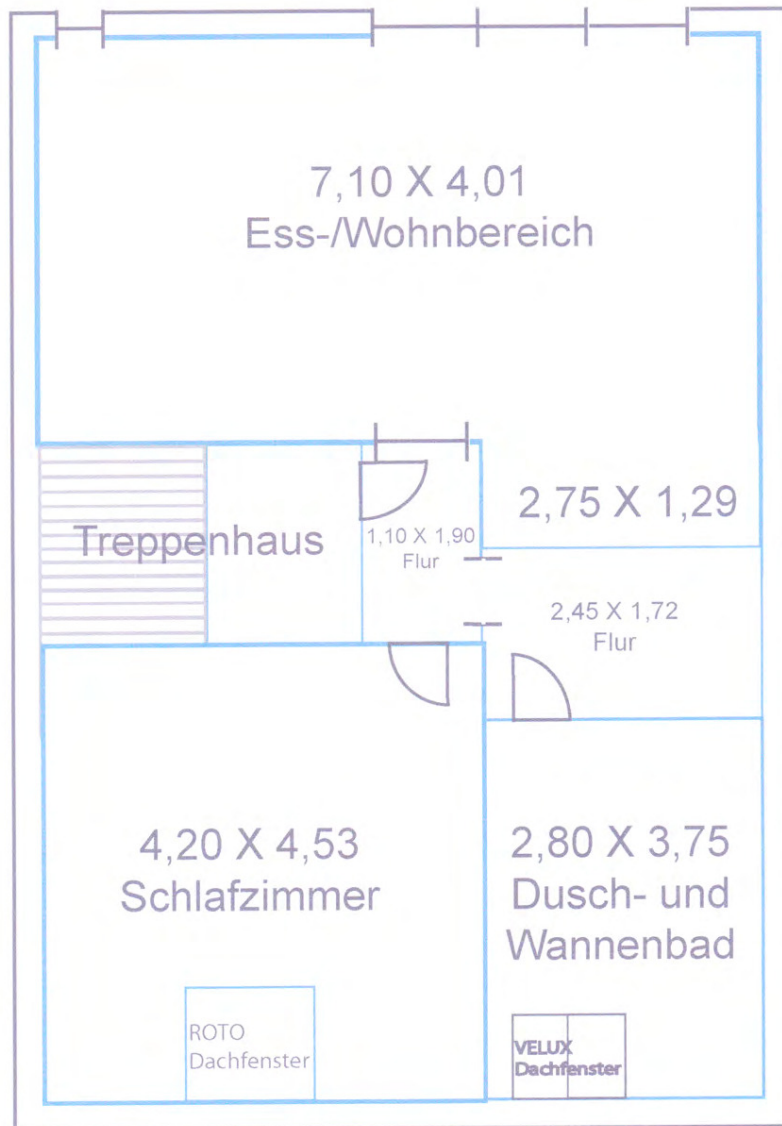 7,10 X 4,01
Ess-/Wohnbereich
2,75 X 1,29
Treppenhaus
1,10 X 1,90
Flur
2,45 X 1,72
Flur
4,20 X 4,53
Schlafzimmer
2,80 X 3,75
Dusch- und
Wannenbad
ROTO
Dachfenster
VELUX
Dachfenster